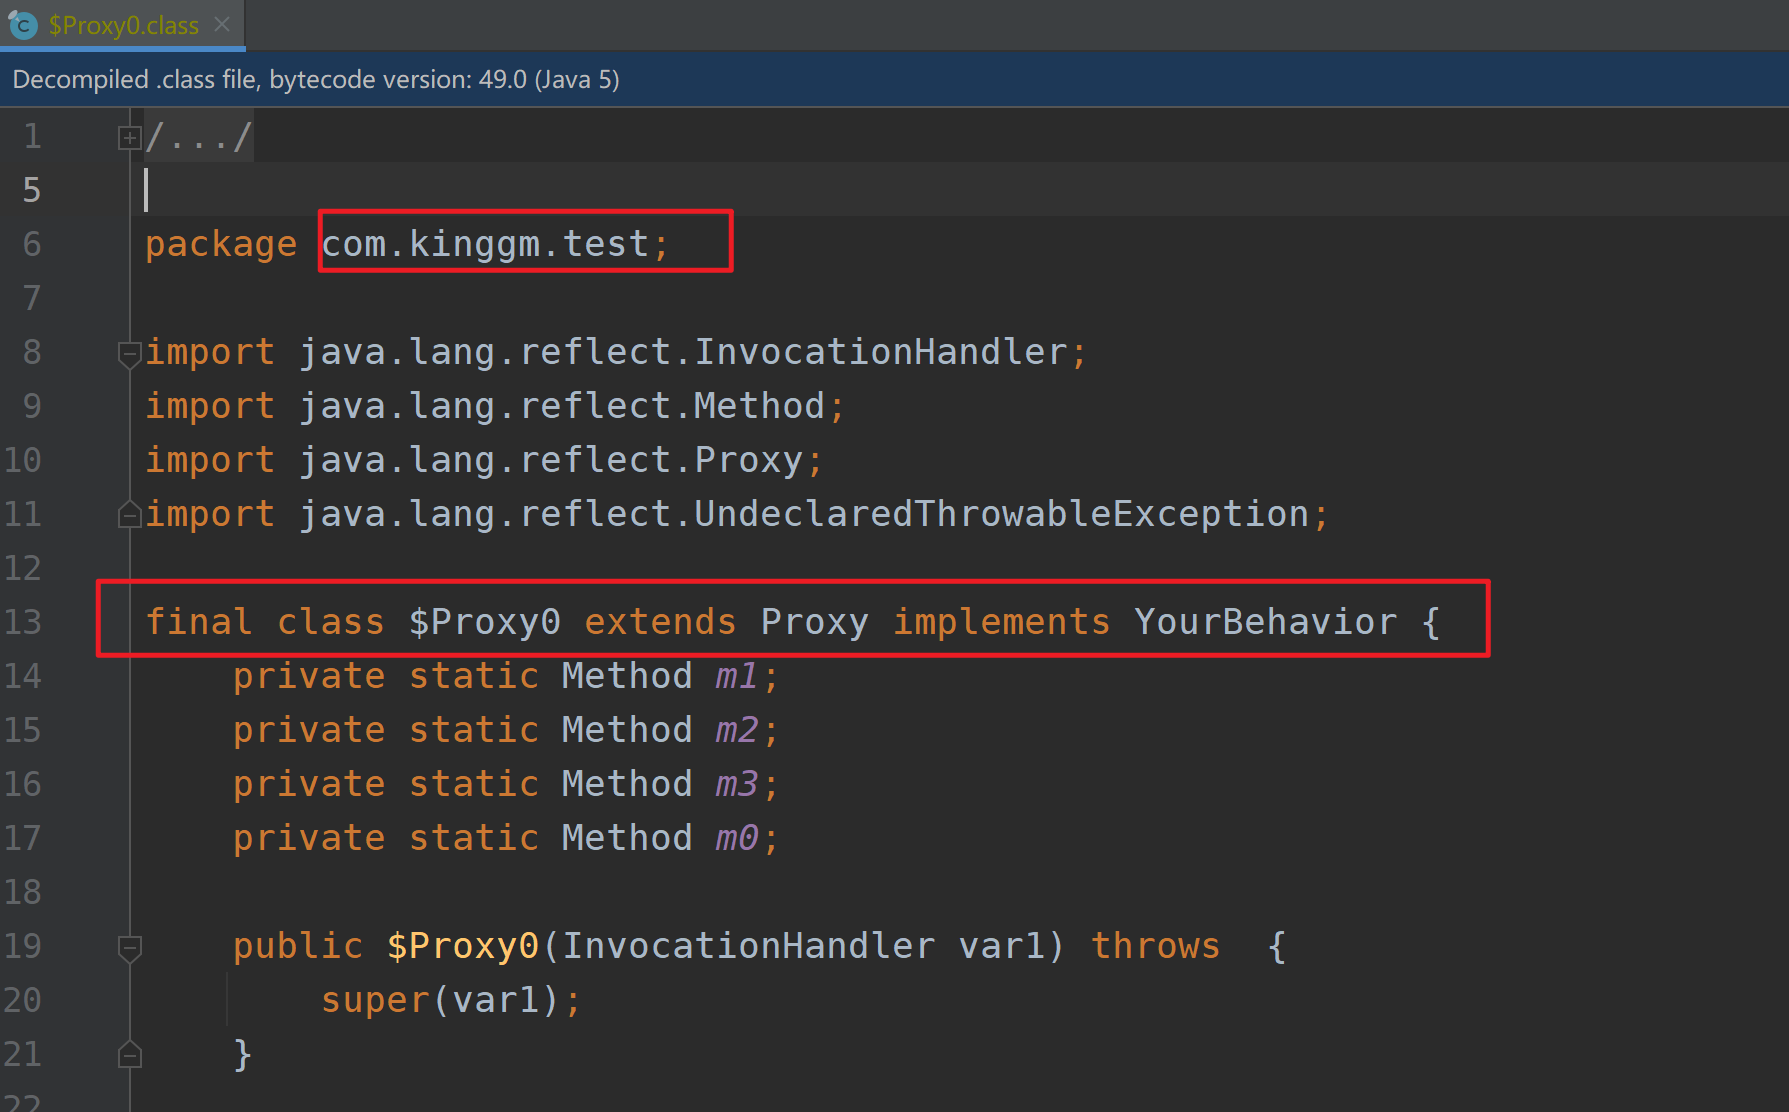 $Proxy0.class
Decompiled .class file, bytecode version: 49.0 (Java 5)
1 /.../
5
6 package com.kinggm.test;
7
8 import java.lang.reflect.InvocationHandler;
9 import java.lang.reflect.Method;
10 import java.lang.reflect.Proxy;
11 import java.lang.reflect.UndeclaredThrowableException;
12
13 final class $Proxy0 extends Proxy implements YourBehavior {
14 private static Method m1;
15 private static Method m2;
16 private static Method m3;
17 private static Method m0;
18
19 public $Proxy0(InvocationHandler var1) throws {
20 super(var1);
21 }
22